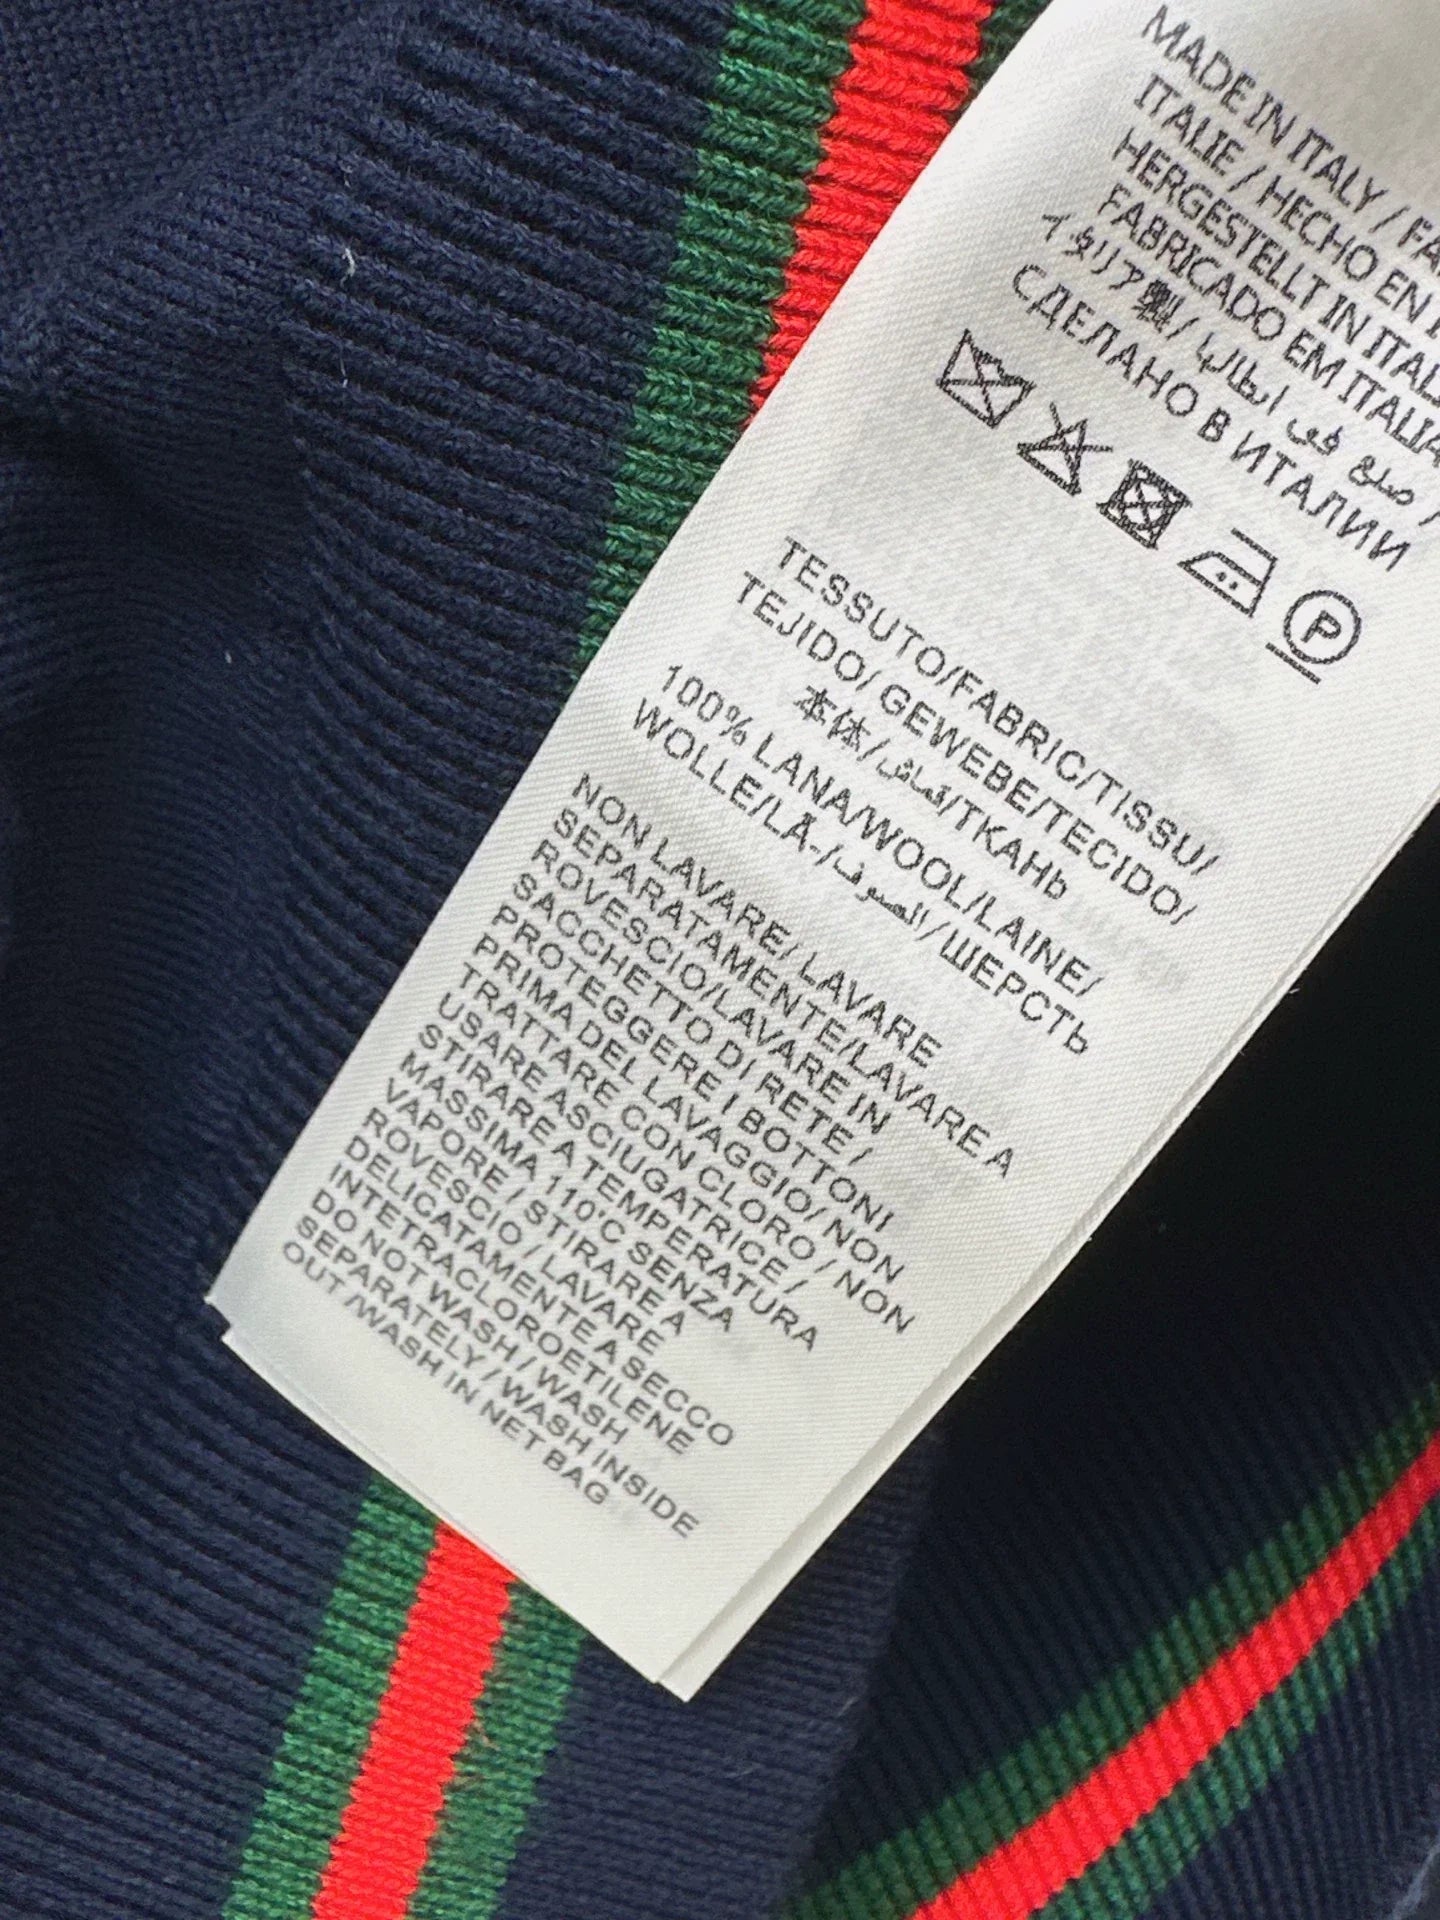 MADE IN ITALY / FA
ITALIE / HECHO EN I
HERGESTELLT IN ITAL
FABRICADO EM ITALIA
イタリア製/ صنع في ايطاليا /
СДЕЛАНО В ИТАЛИИ
P
TESSUTO/FABRIC/TISSU/
TEJIDO/ GEWEBE/TECIDO/
本体/قماش/ТКАНЬ
100% LANA/WOOL/LAINE/
WOLLE/LÃ-/الصوف/ШЕРСТЬ
NON LAVARE/ LAVARE
SEPARATAMENTE/LAVARE A
ROVESCIO/LAVARE IN
SACCHETTO DI RETE /
PROTEGGERE I BOTTONI
PRIMA DEL LAVAGGIO/ NON
TRATTARE CON CLORO / NON
USARE ASCIUGATRICE /
STIRARE A TEMPERATURA
MASSIMA 110'C SENZA
VAPORE / STIRARE A
ROVESCIO / LAVARE
DELICATAMENTE A SECCO
INTETRACLOROETILENE
DO NOT WASH / WASH
SEPARATELY / WASH INSIDE
OUT /WASH IN NET BAG